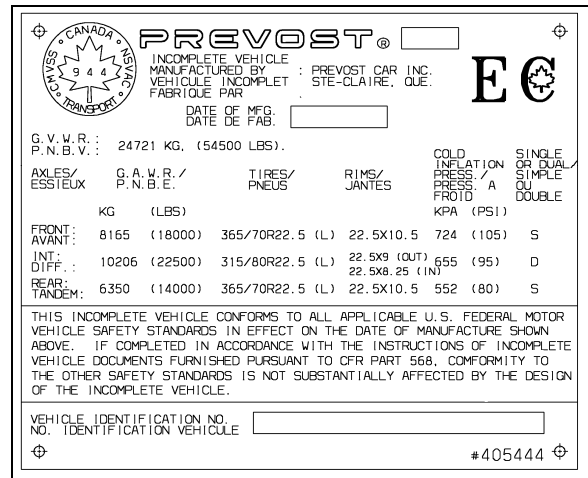 CANADA
CMVSS NSVAC
944
TRANSPORT
PREVOST®
INCOMPLETE VEHICLE
MANUFACTURED BY : PREVOST CAR INC.
VEHICULE INCOMPLET STE-CLAIRE, QUE.
FABRIQUE PAR
EC
DATE OF MFG.
DATE DE FAB.
G.V.W.R.:
P.N.B.V.: 24721 KG. (54500 LBS).
AXLES/ G.A.W.R./ TIRES/ RIMS/ COLD INFLATION PRESS./ SINGLE OR DUAL/
ESSIEUX P.N.B.E. PNEUS JANTES PRESS. A FROID SIMPLE OU DOUBLE
KG (LBS) KPA (PSI)
FRONT:
AVANT: 8165 (18000) 365/70R22.5 (L) 22.5X10.5 724 (105) S
INT:
DIFF.: 10206 (22500) 315/80R22.5 (L) 22.5X9 (OUT) 22.5X8.25 (IN) 655 (95) D
REAR:
TANDEM: 6350 (14000) 365/70R22.5 (L) 22.5X10.5 552 (80) S
THIS INCOMPLETE VEHICLE CONFORMS TO ALL APPLICABLE U.S. FEDERAL MOTOR
VEHICLE SAFETY STANDARDS IN EFFECT ON THE DATE OF MANUFACTURE SHOWN
ABOVE. IF COMPLETED IN ACCORDANCE WITH THE INSTRUCTIONS OF INCOMPLETE
VEHICLE DOCUMENTS FURNISHED PURSUANT TO CFR PART 568, COMFORMITY TO
THE OTHER SAFETY STANDARDS IS NOT SUBSTANTIALLY AFFECTED BY THE DESIGN
OF THE INCOMPLETE VEHICLE.
VEHICLE IDENTIFICATION NO.
NO. IDENTIFICATION VEHICULE
#405444